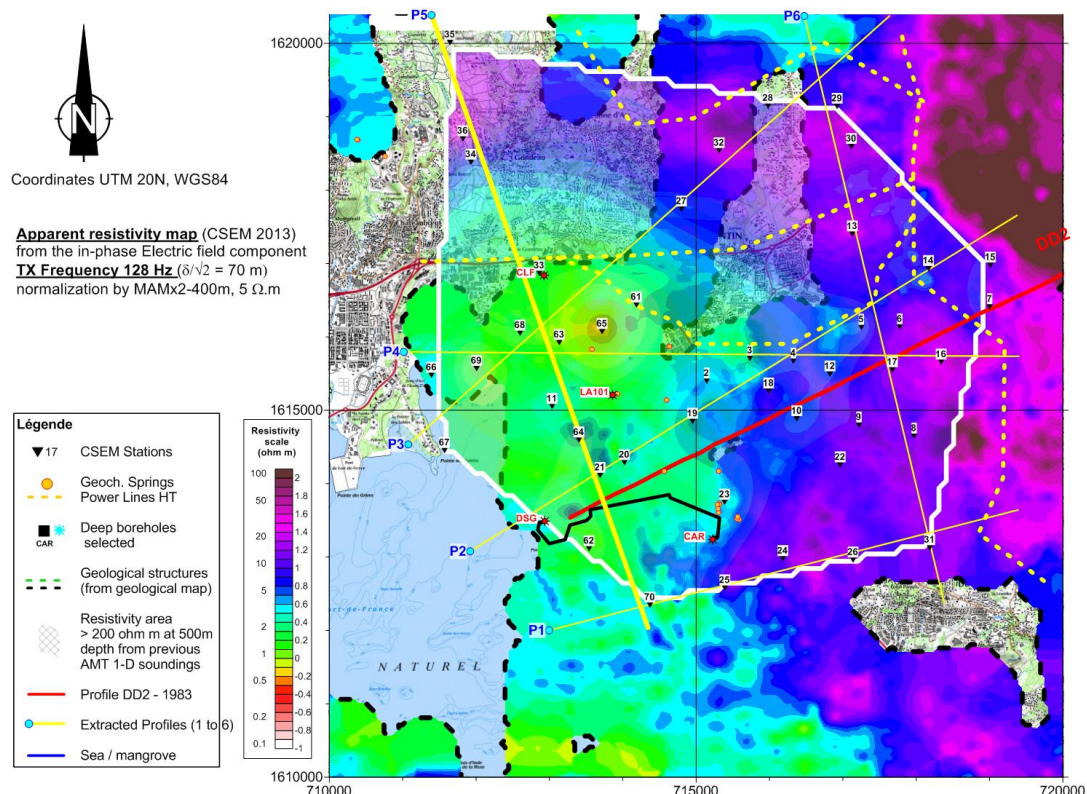 N
Coordinates UTM 20N, WGS84
Apparent resistivity map (CSEM 2013)
from the in-phase Electric field component
TX Frequency 128 Hz (δ/√2 = 70 m)
normalization by MAMx2-400m, 5 Ω.m
Légende
17 CSEM Stations
Geoch. Springs
Power Lines HT
Deep boreholes
selected
CAR
Geological structures
(from geological map)
Resistivity area
> 200 ohm m at 500m
depth from previous
AMT 1-D soundings
Profile DD2 - 1983
Extracted Profiles (1 to 6)
Sea / mangrove
Resistivity
scale
(ohm m)
100 2
50 1.8
20 1.6
1.4
10 1.2
5 1
0.8
2 0.6
0.4
1 0.2
0
0.5 -0.2
-0.4
0.2 -0.6
-0.8
0.1 -1
1620000
1615000
1610000
710000
715000
720000
P5
P6
35
28
29
36
34
32
30
27
13
DD2
33
CLF
14
15
61
7
68
63
65
5
6
P4
66
69
3
4
17
16
2
18
12
11
LA101
19
10
9
8
P3
67
64
21
20
22
23
DSG
62
CAR
24
26
31
P2
25
70
P1
NATUREL